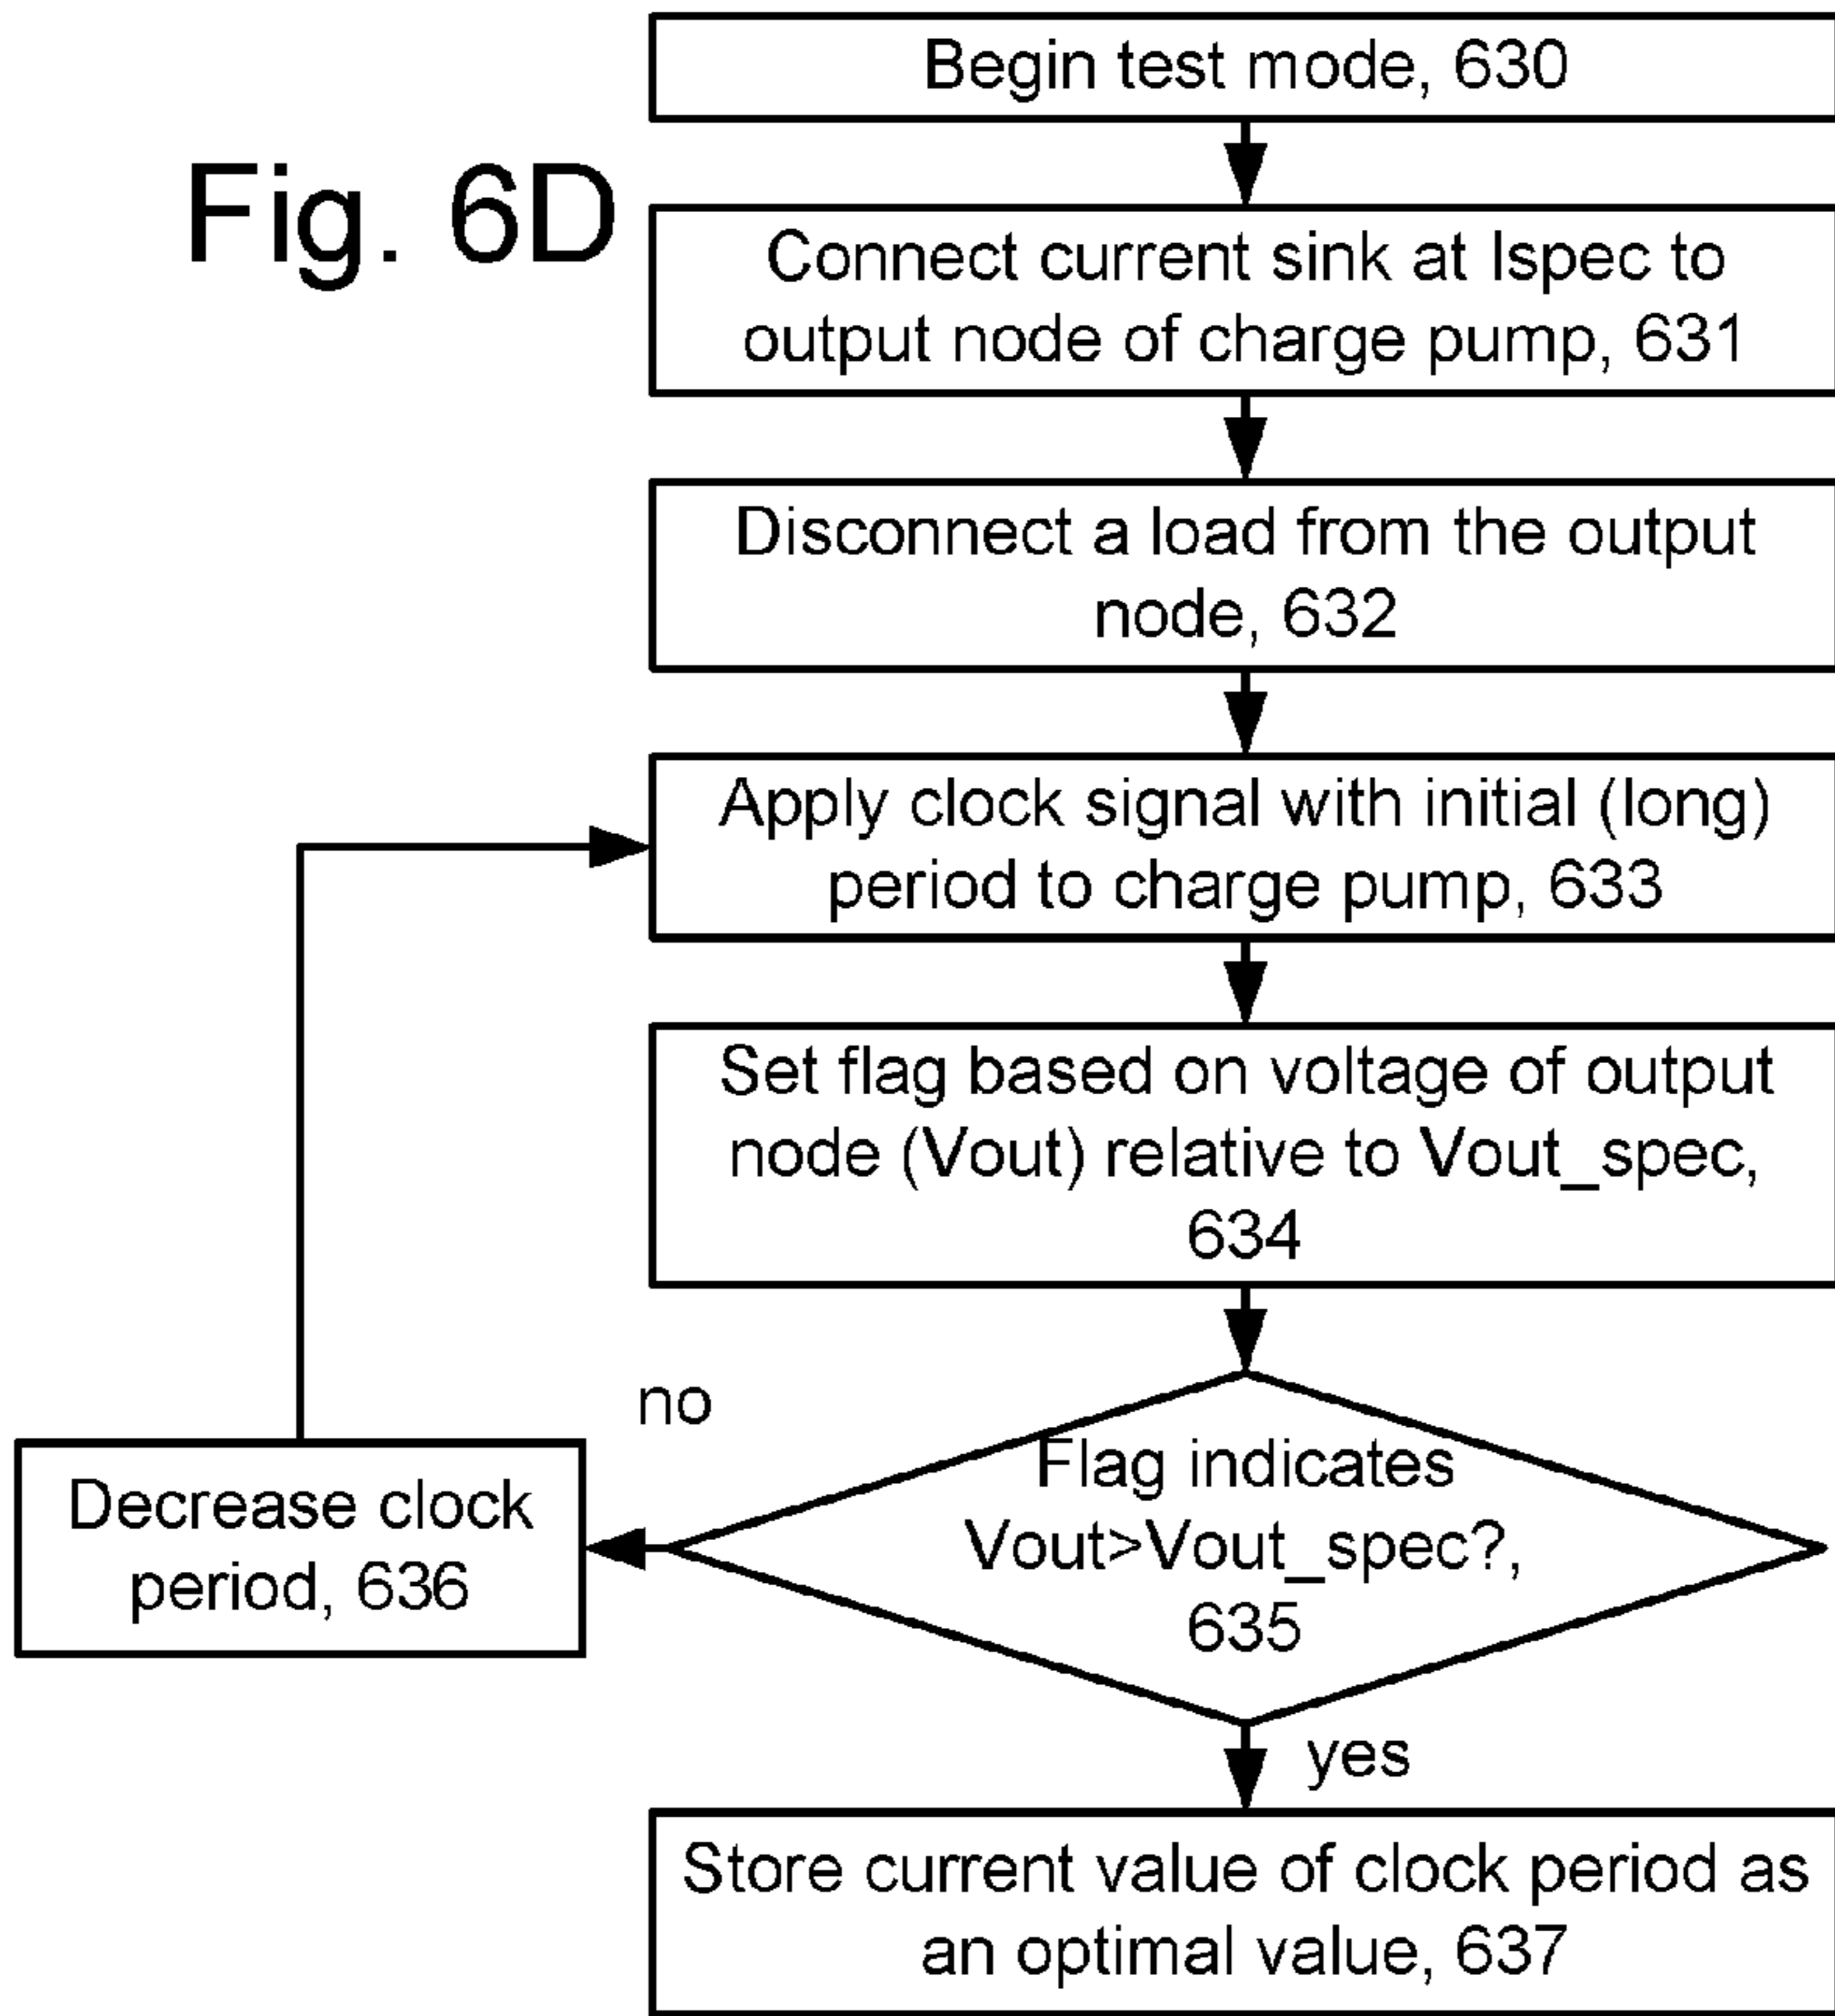 Begin test mode, 630
Fig. 6D
Connect current sink at Ispec to
output node of charge pump, 631
Disconnect a load from the output
node, 632
Apply clock signal with initial (long)
period to charge pump, 633
Set flag based on voltage of output
node (Vout) relative to Vout_spec,
634
no
Flag indicates
Vout>Vout_spec?,
635
Decrease clock
period, 636
yes
Store current value of clock period as
an optimal value, 637